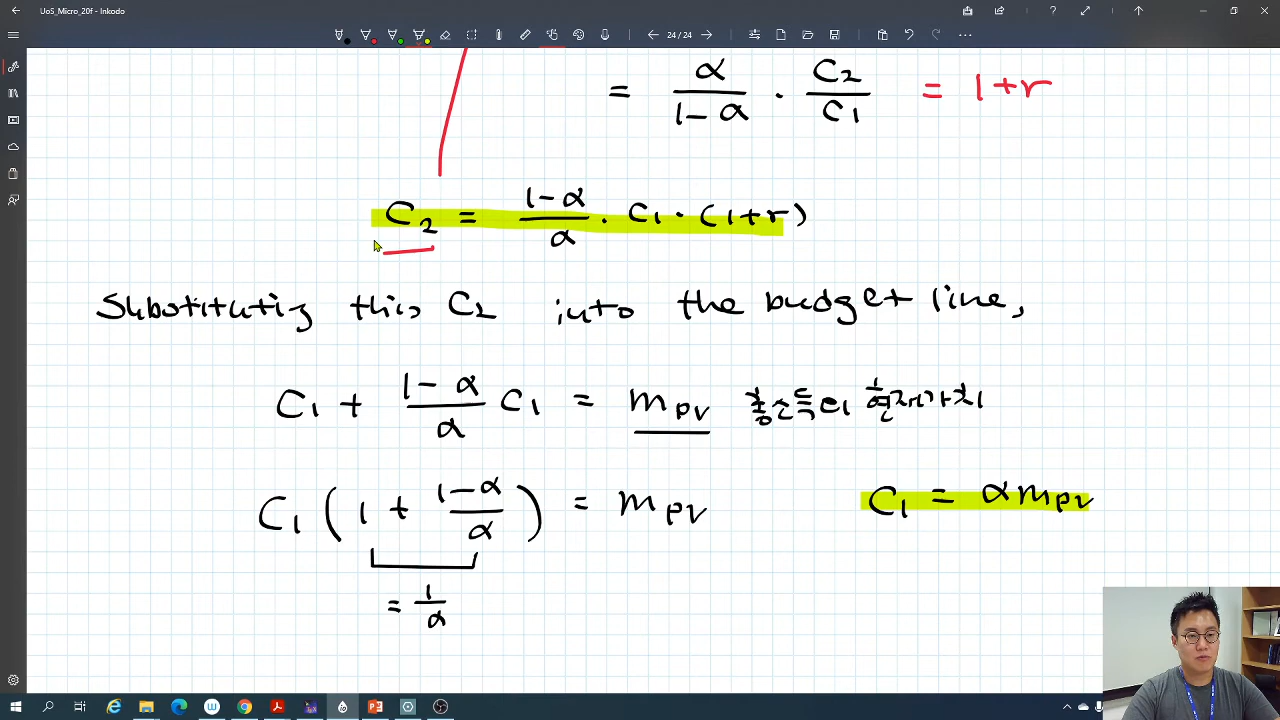 UoS_Micro_20f - Inkodo
24 / 24
= α/(1-α) · C2/C1 = 1+r
C2 = (1-α)/α · C1 · (1+r)
Substituting this C2 into the budget line,
C1 + (1-α)/α C1 = mpv 총소득의 현재가치
C1 (1 + (1-α)/α) = mpv C1 = αmpv
= 1/α